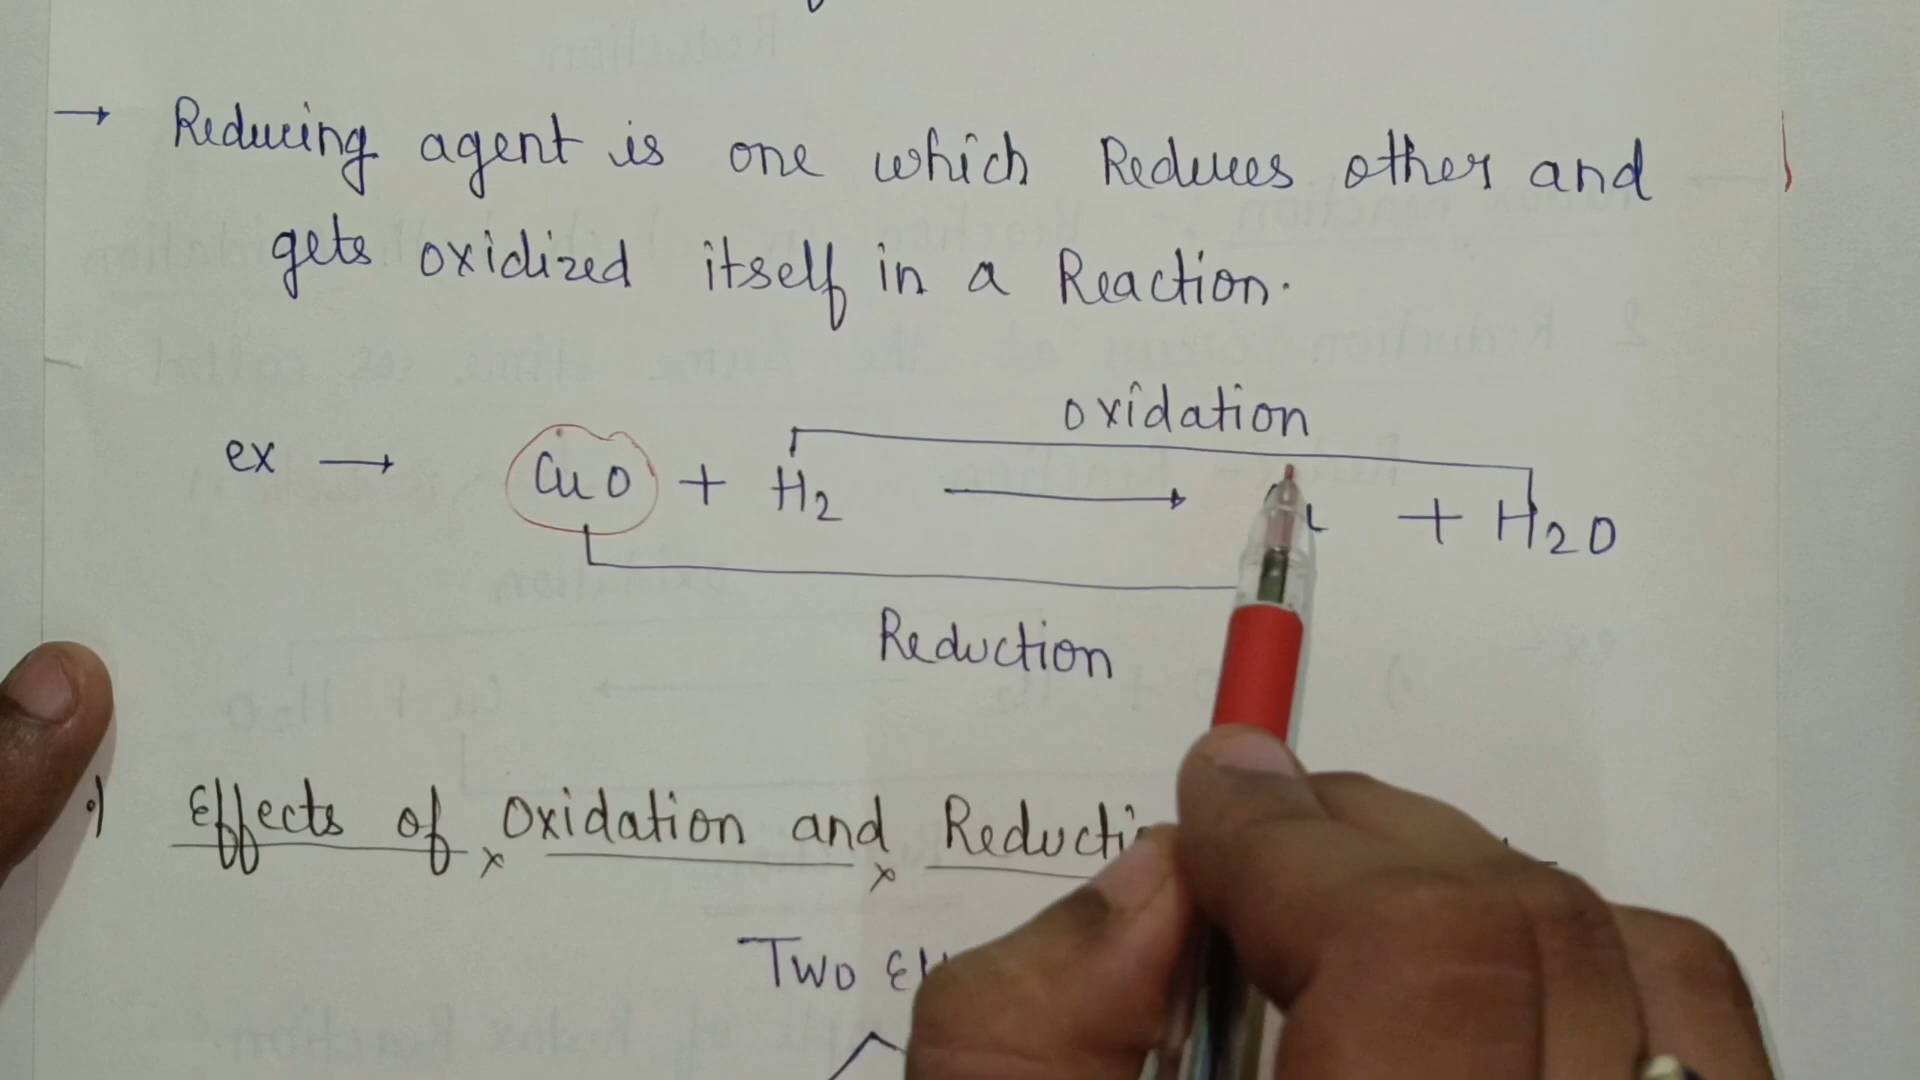 → Reducing agent is one which Reduces other and
gets oxidized itself in a Reaction.
oxidation
ex → CuO + H2 → + H2O
Reduction
Effects of Oxidation and
Two